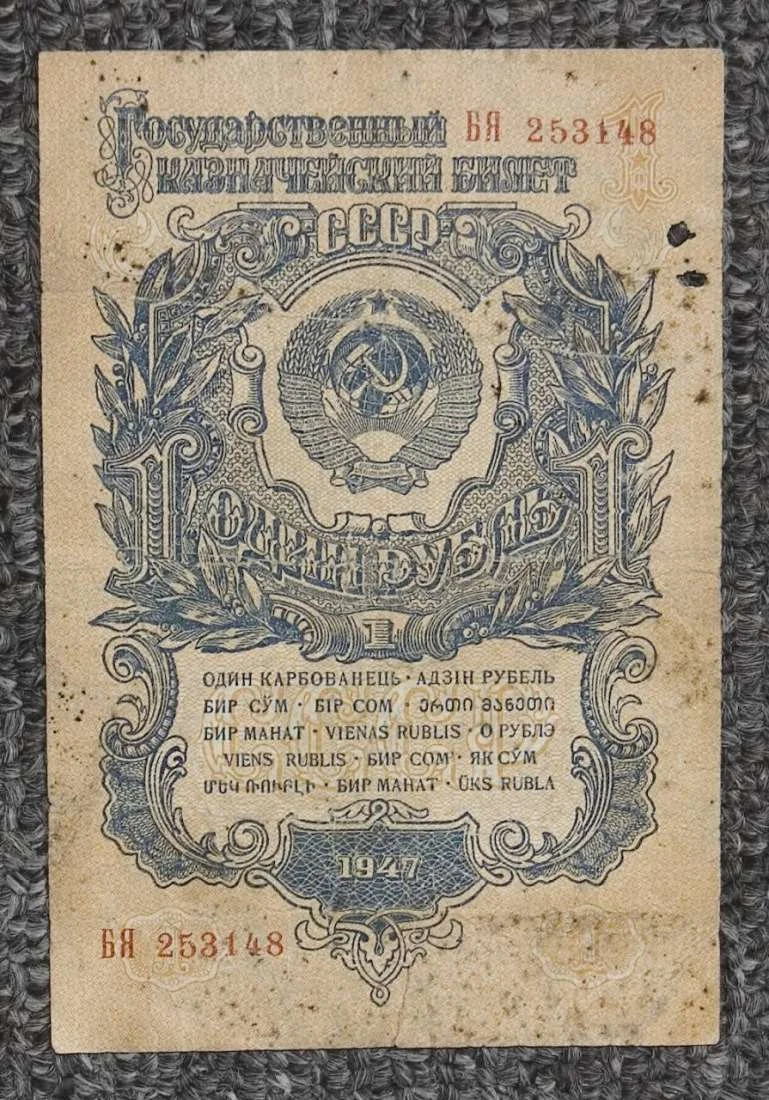 Государственный БЯ 253148
казначейский билет
СССР
1 1
ОДИН РУБЛЬ
1
ОДИН КАРБОВАНЕЦЬ · АДЗІН РУБЕЛЬ
БИР СЎМ · БІР СОМ · ერთი მანეთი
БИР МАНАТ · VIENAS RUBLIS · О РУБЛЭ
VIENS RUBLIS · БИР СОМ · ЯК СӮМ
ՄԵԿ ՌՈՒԲԼԻ · БИР МАНАТ · ÜKS RUBLA
1947
БЯ 253148